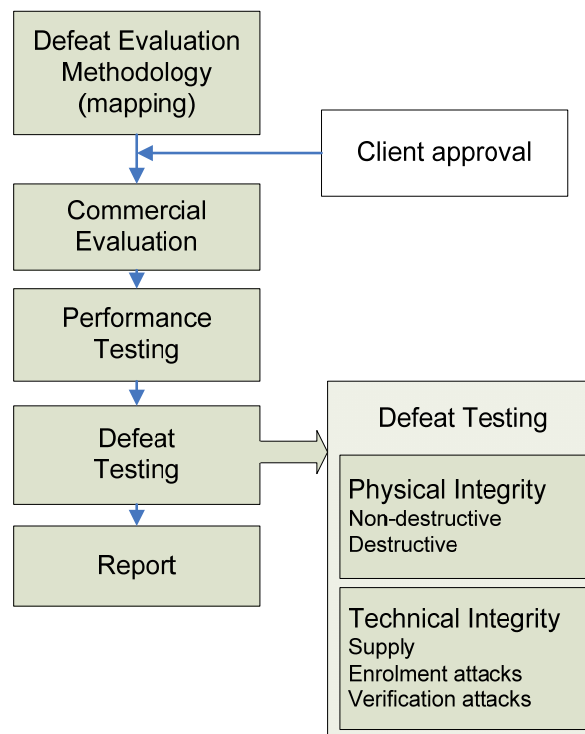 Defeat Evaluation
Methodology
(mapping)
Client approval
Commercial
Evaluation
Performance
Testing
Defeat
Testing
Report
Defeat Testing
Physical Integrity
Non-destructive
Destructive
Technical Integrity
Supply
Enrolment attacks
Verification attacks